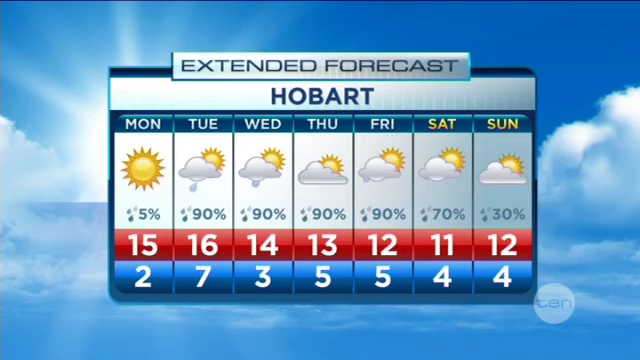 EXTENDED FORECAST
HOBART
MON TUE WED THU FRI SAT SUN
5% 90% 90% 90% 90% 70% 30%
15 16 14 13 12 11 12
2 7 3 5 5 4 4
ten